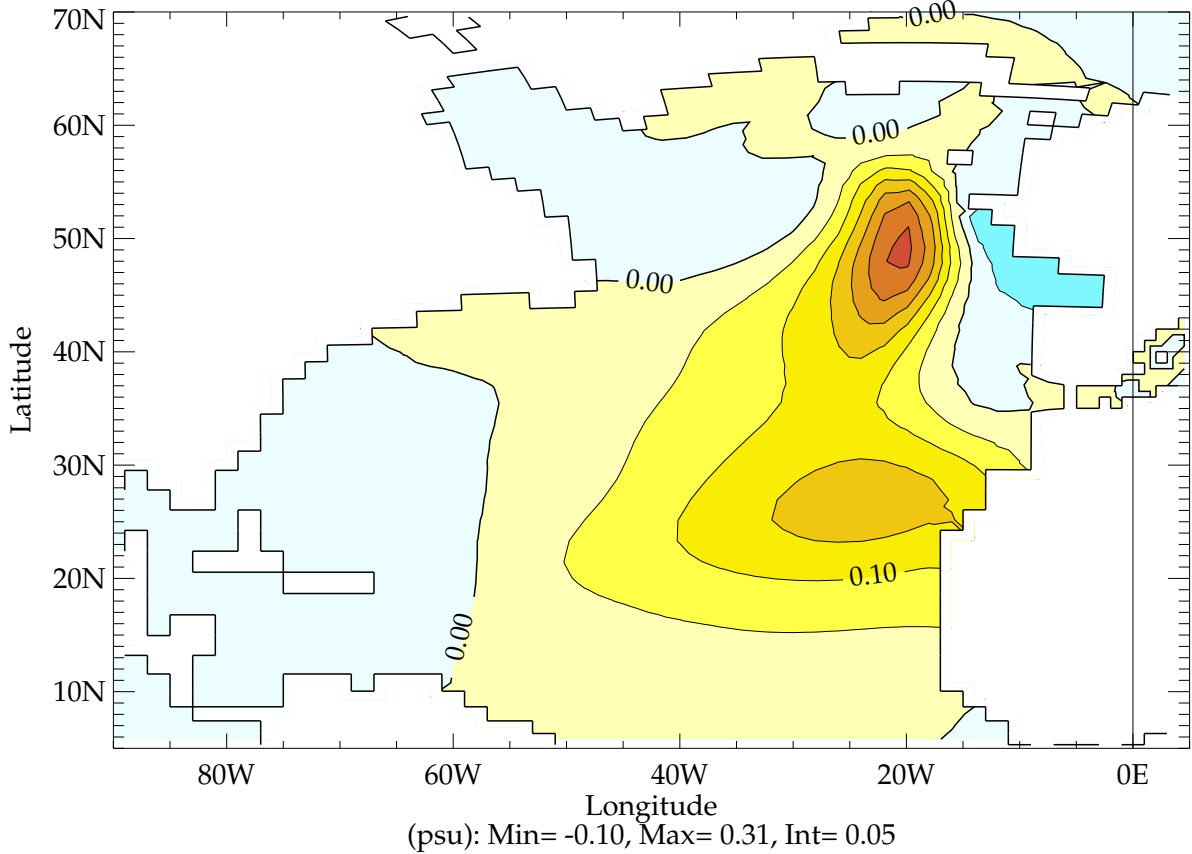 70N
60N
50N
40N
30N
20N
10N
Latitude
0.00
0.00
0.00
0.10
0.00
80W 60W 40W 20W 0E
Longitude
(psu): Min= -0.10, Max= 0.31, Int= 0.05